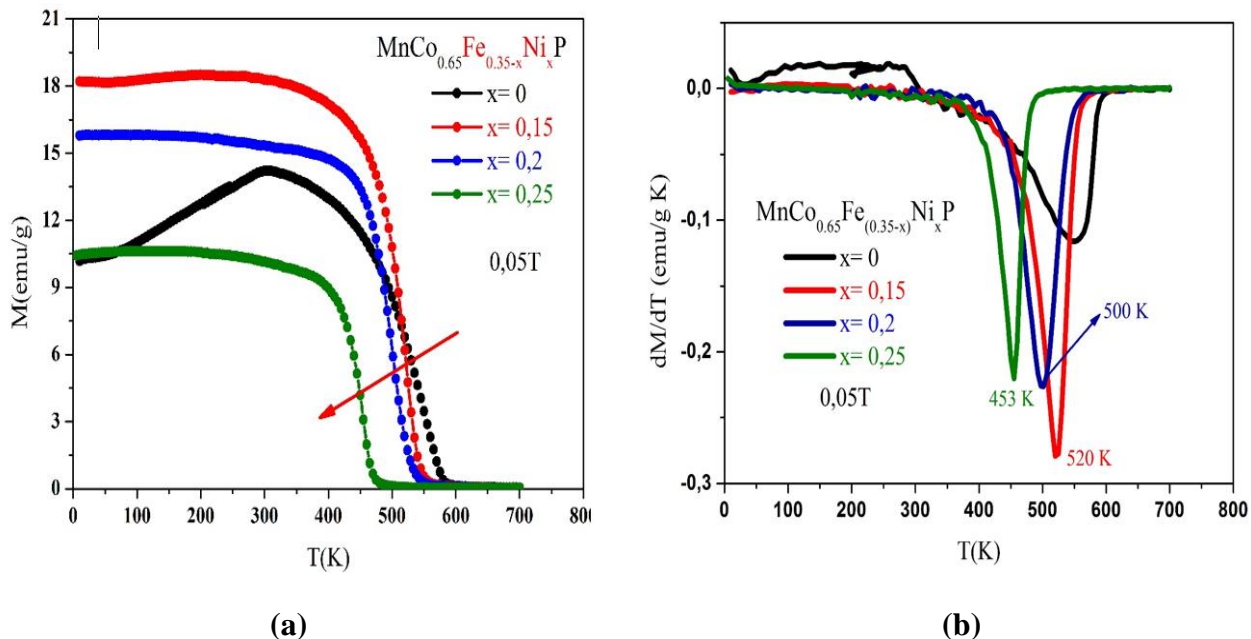 21
18
15
12
9
6
3
0
M(emu/g)
MnCo0.65Fe0.35-xNixP
x= 0
x= 0,15
x= 0,2
x= 0,25
0,05T
0 100 200 300 400 500 600 700 800
T(K)
(a)
0,0
-0,1
-0,2
-0,3
dM/dT (emu/g K)
MnCo0.65Fe(0.35-x)NixP
x= 0
x= 0,15
x= 0,2
x= 0,25
0,05T
500 K
453 K
520 K
0 100 200 300 400 500 600 700 800
T(K)
(b)